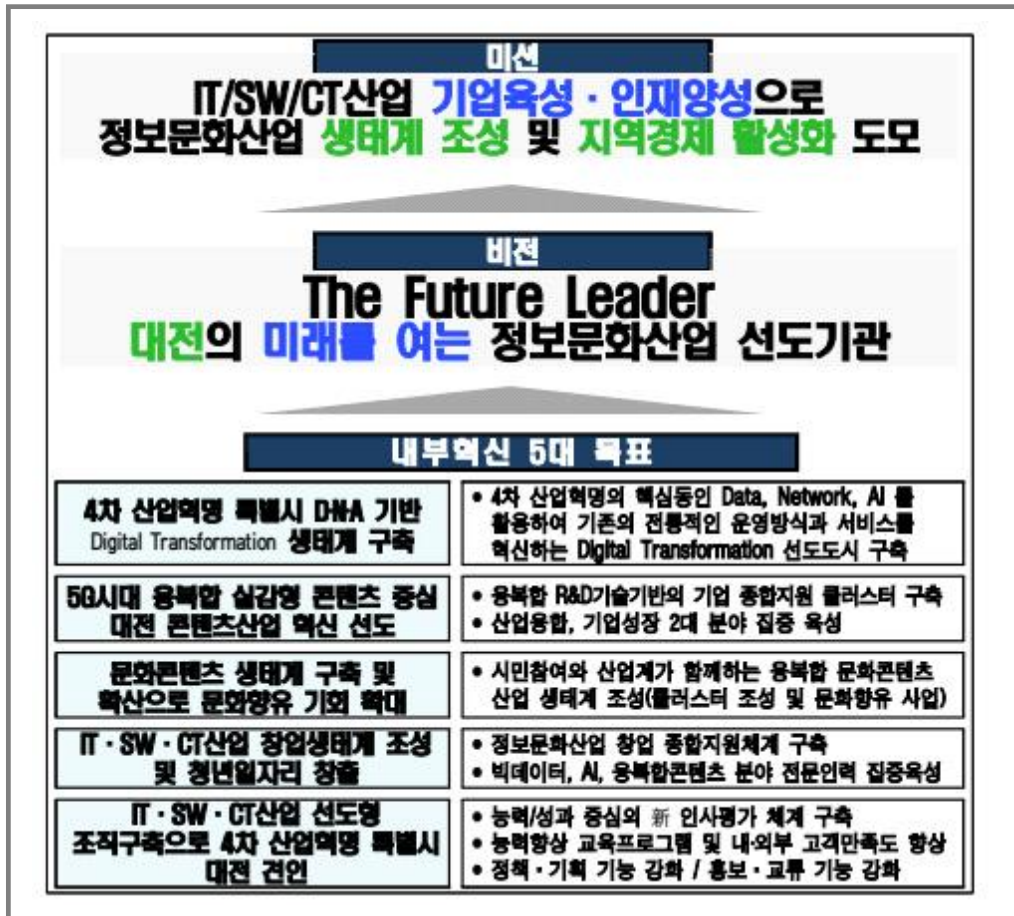 미션
IT/SW/CT산업 기업육성 · 인재양성으로
정보문화산업 생태계 조성 및 지역경제 활성화 도모
비전
The Future Leader
대전의 미래를 여는 정보문화산업 선도기관
내부혁신 5대 목표
4차 산업혁명 특별시 D·N·A 기반
Digital Transformation 생태계 구축
• 4차 산업혁명의 핵심동인 Data, Network, AI 를
활용하여 기존의 전통적인 운영방식과 서비스를
혁신하는 Digital Transformation 선도도시 구축
5G시대 융복합 실감형 콘텐츠 중심
대전 콘텐츠산업 혁신 선도
• 융복합 R&D기술기반의 기업 종합지원 클러스터 구축
• 산업융합, 기업성장 2대 분야 집중 육성
문화콘텐츠 생태계 구축 및
확산으로 문화향유 기회 확대
• 시민참여와 산업계가 함께하는 융복합 문화콘텐츠
산업 생태계 조성(클러스터 조성 및 문화향유 사업)
IT · SW · CT산업 창업생태계 조성
및 청년일자리 창출
• 정보문화산업 창업 종합지원체계 구축
• 빅데이터, AI, 융복합콘텐츠 분야 전문인력 집중육성
IT · SW · CT산업 선도형
조직구축으로 4차 산업혁명 특별시
대전 견인
• 능력/성과 중심의 新 인사평가 체계 구축
• 능력향상 교육프로그램 및 내·외부 고객만족도 향상
• 정책 · 기획 기능 강화 / 홍보 · 교류 기능 강화